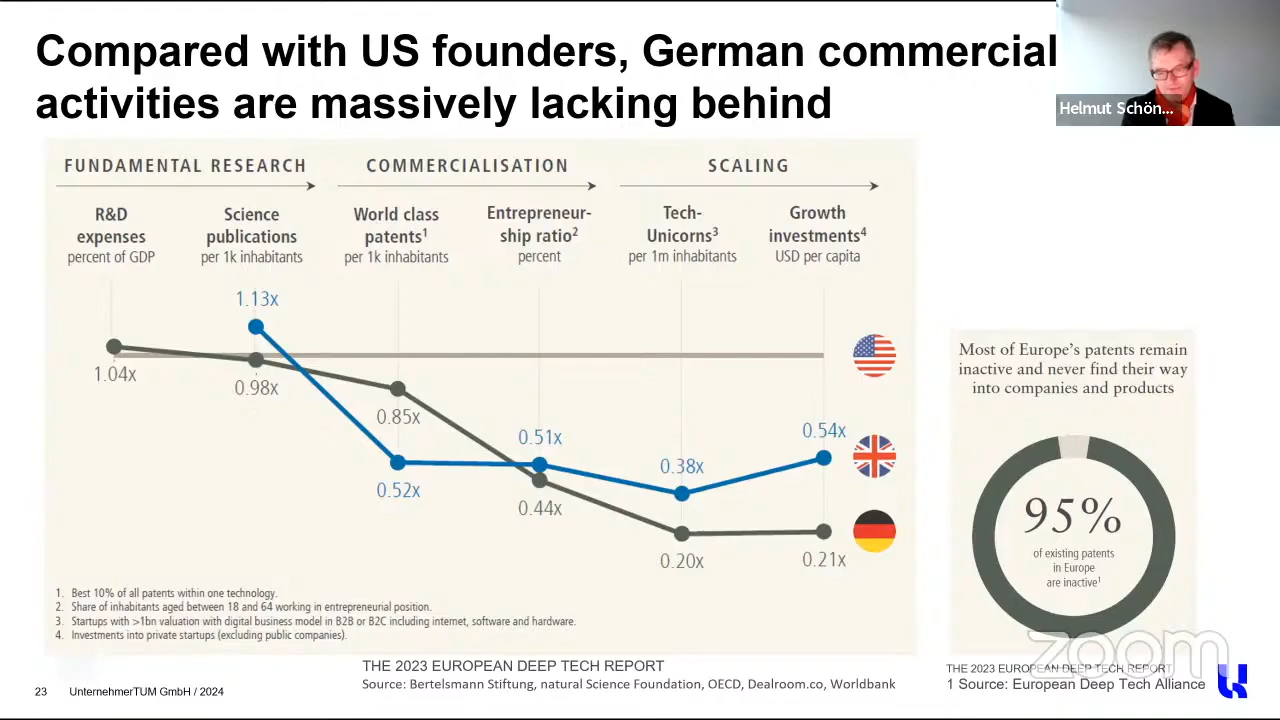 Compared with US founders, German commercial
activities are massively lacking behind
Helmut Schön...
FUNDAMENTAL RESEARCH
COMMERCIALISATION
SCALING
R&D
expenses
percent of GDP
Science
publications
per 1k inhabitants
World class
patents1
per 1k inhabitants
Entrepreneur-
ship ratio2
percent
Tech-
Unicorns3
per 1m inhabitants
Growth
investments4
USD per capita
1.13x
1.04x
0.98x
0.85x
0.52x
0.51x
0.44x
0.38x
0.20x
0.54x
0.21x
1. Best 10% of all patents within one technology.
2. Share of inhabitants aged between 18 and 64 working in entrepreneurial position.
3. Startups with >1bn valuation with digital business model in B2B or B2C including internet, software and hardware.
4. Investments into private startups (excluding public companies).
Most of Europe's patents remain
inactive and never find their way
into companies and products
95%
of existing patents
in Europe
are inactive1
zoom
THE 2023 EUROPEAN DEEP TECH REPORT
Source: Bertelsmann Stiftung, natural Science Foundation, OECD, Dealroom.co, Worldbank
THE 2023 EUROPEAN DEEP TECH REPORT
1 Source: European Deep Tech Alliance
23 UnternehmerTUM GmbH / 2024